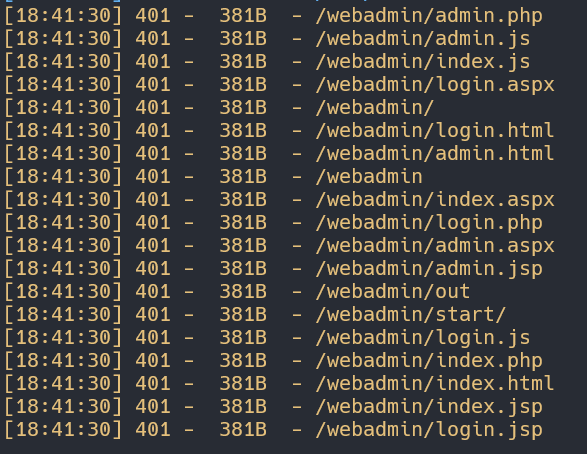 [18:41:30] 401 -  381B  - /webadmin/admin.php
[18:41:30] 401 -  381B  - /webadmin/admin.js
[18:41:30] 401 -  381B  - /webadmin/index.js
[18:41:30] 401 -  381B  - /webadmin/login.aspx
[18:41:30] 401 -  381B  - /webadmin/
[18:41:30] 401 -  381B  - /webadmin/login.html
[18:41:30] 401 -  381B  - /webadmin/admin.html
[18:41:30] 401 -  381B  - /webadmin
[18:41:30] 401 -  381B  - /webadmin/index.aspx
[18:41:30] 401 -  381B  - /webadmin/login.php
[18:41:30] 401 -  381B  - /webadmin/admin.aspx
[18:41:30] 401 -  381B  - /webadmin/admin.jsp
[18:41:30] 401 -  381B  - /webadmin/out
[18:41:30] 401 -  381B  - /webadmin/start/
[18:41:30] 401 -  381B  - /webadmin/login.js
[18:41:30] 401 -  381B  - /webadmin/index.php
[18:41:30] 401 -  381B  - /webadmin/index.html
[18:41:30] 401 -  381B  - /webadmin/index.jsp
[18:41:30] 401 -  381B  - /webadmin/login.jsp